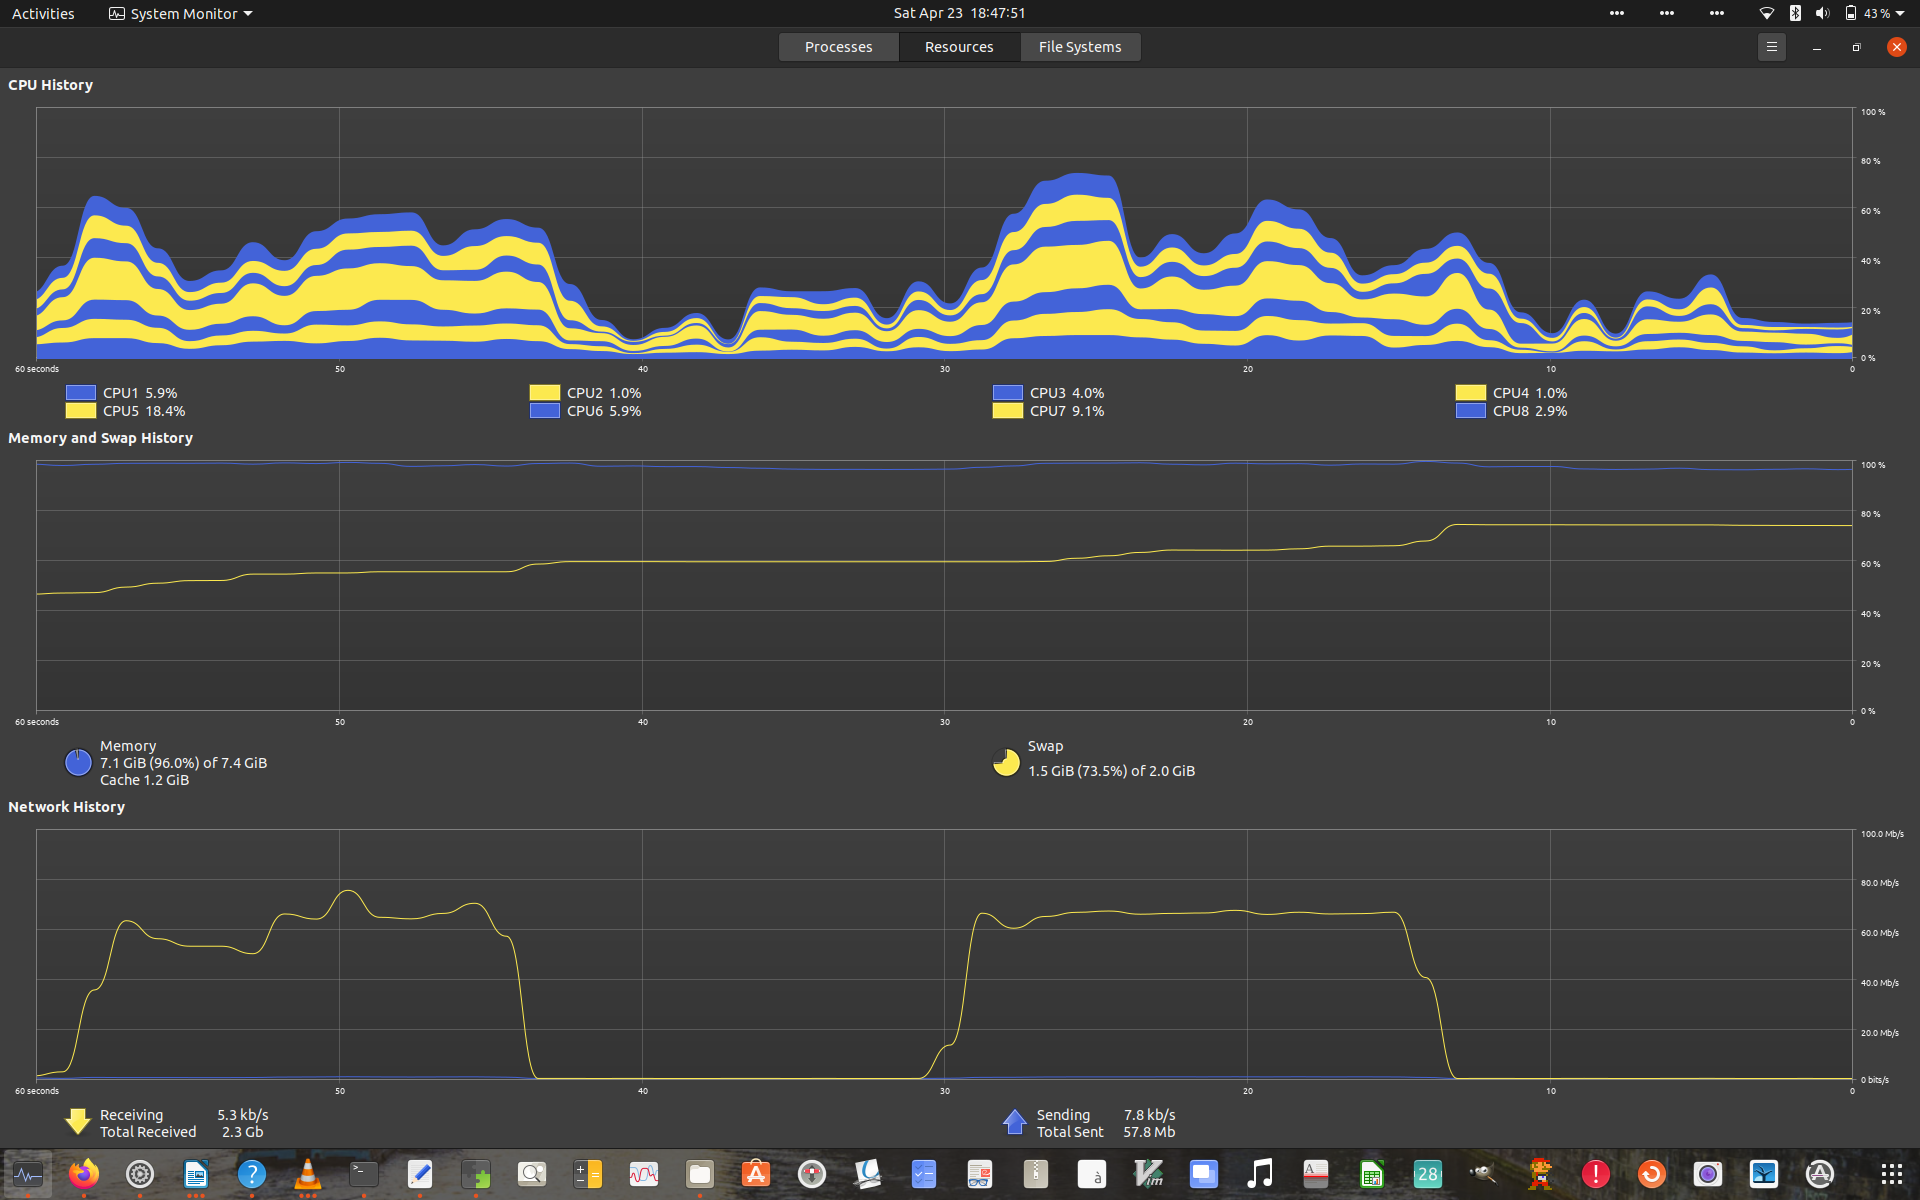 Activities System Monitor Sat Apr 23 18:47:51 43 %
Processes Resources File Systems
CPU History
100 %
80 %
60 %
40 %
20 %
0 %
60 seconds 50 40 30 20 10 0
CPU1 5.9% CPU2 1.0% CPU3 4.0% CPU4 1.0%
CPU5 18.4% CPU6 5.9% CPU7 9.1% CPU8 2.9%
Memory and Swap History
100 %
80 %
60 %
40 %
20 %
0 %
60 seconds 50 40 30 20 10 0
Memory Swap
7.1 GiB (96.0%) of 7.4 GiB 1.5 GiB (73.5%) of 2.0 GiB
Cache 1.2 GiB
Network History
100.0 Mb/s
80.0 Mb/s
60.0 Mb/s
40.0 Mb/s
20.0 Mb/s
0 bits/s
60 seconds 50 40 30 20 10 0
Receiving 5.3 kb/s Sending 7.8 kb/s
Total Received 2.3 Gb Total Sent 57.8 Mb
? >_ à Vim A 28 !